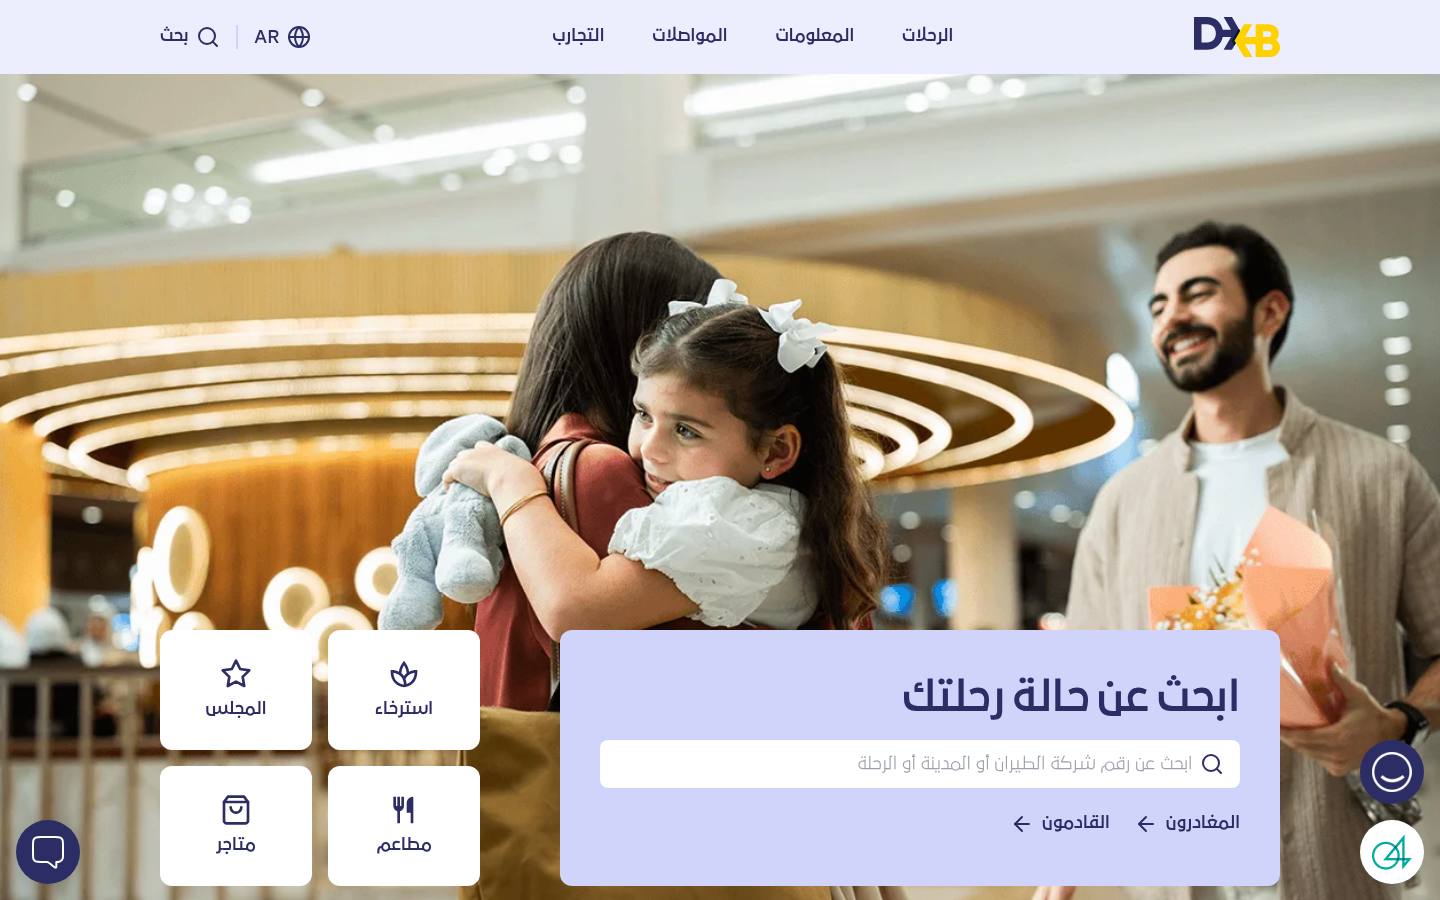 DXB
الرحلات
المعلومات
المواصلات
التجارب
AR
بحث
ابحث عن حالة رحلتك
ابحث عن رقم شركة الطيران أو المدينة أو الرحلة
المغادرون
القادمون
استرخاء
المجلس
مطاعم
متاجر